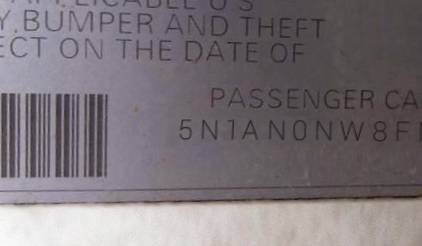 Y, BUMPER AND THEFT
ECT ON THE DATE OF
PASSENGER CA
5N1AN0NW8F